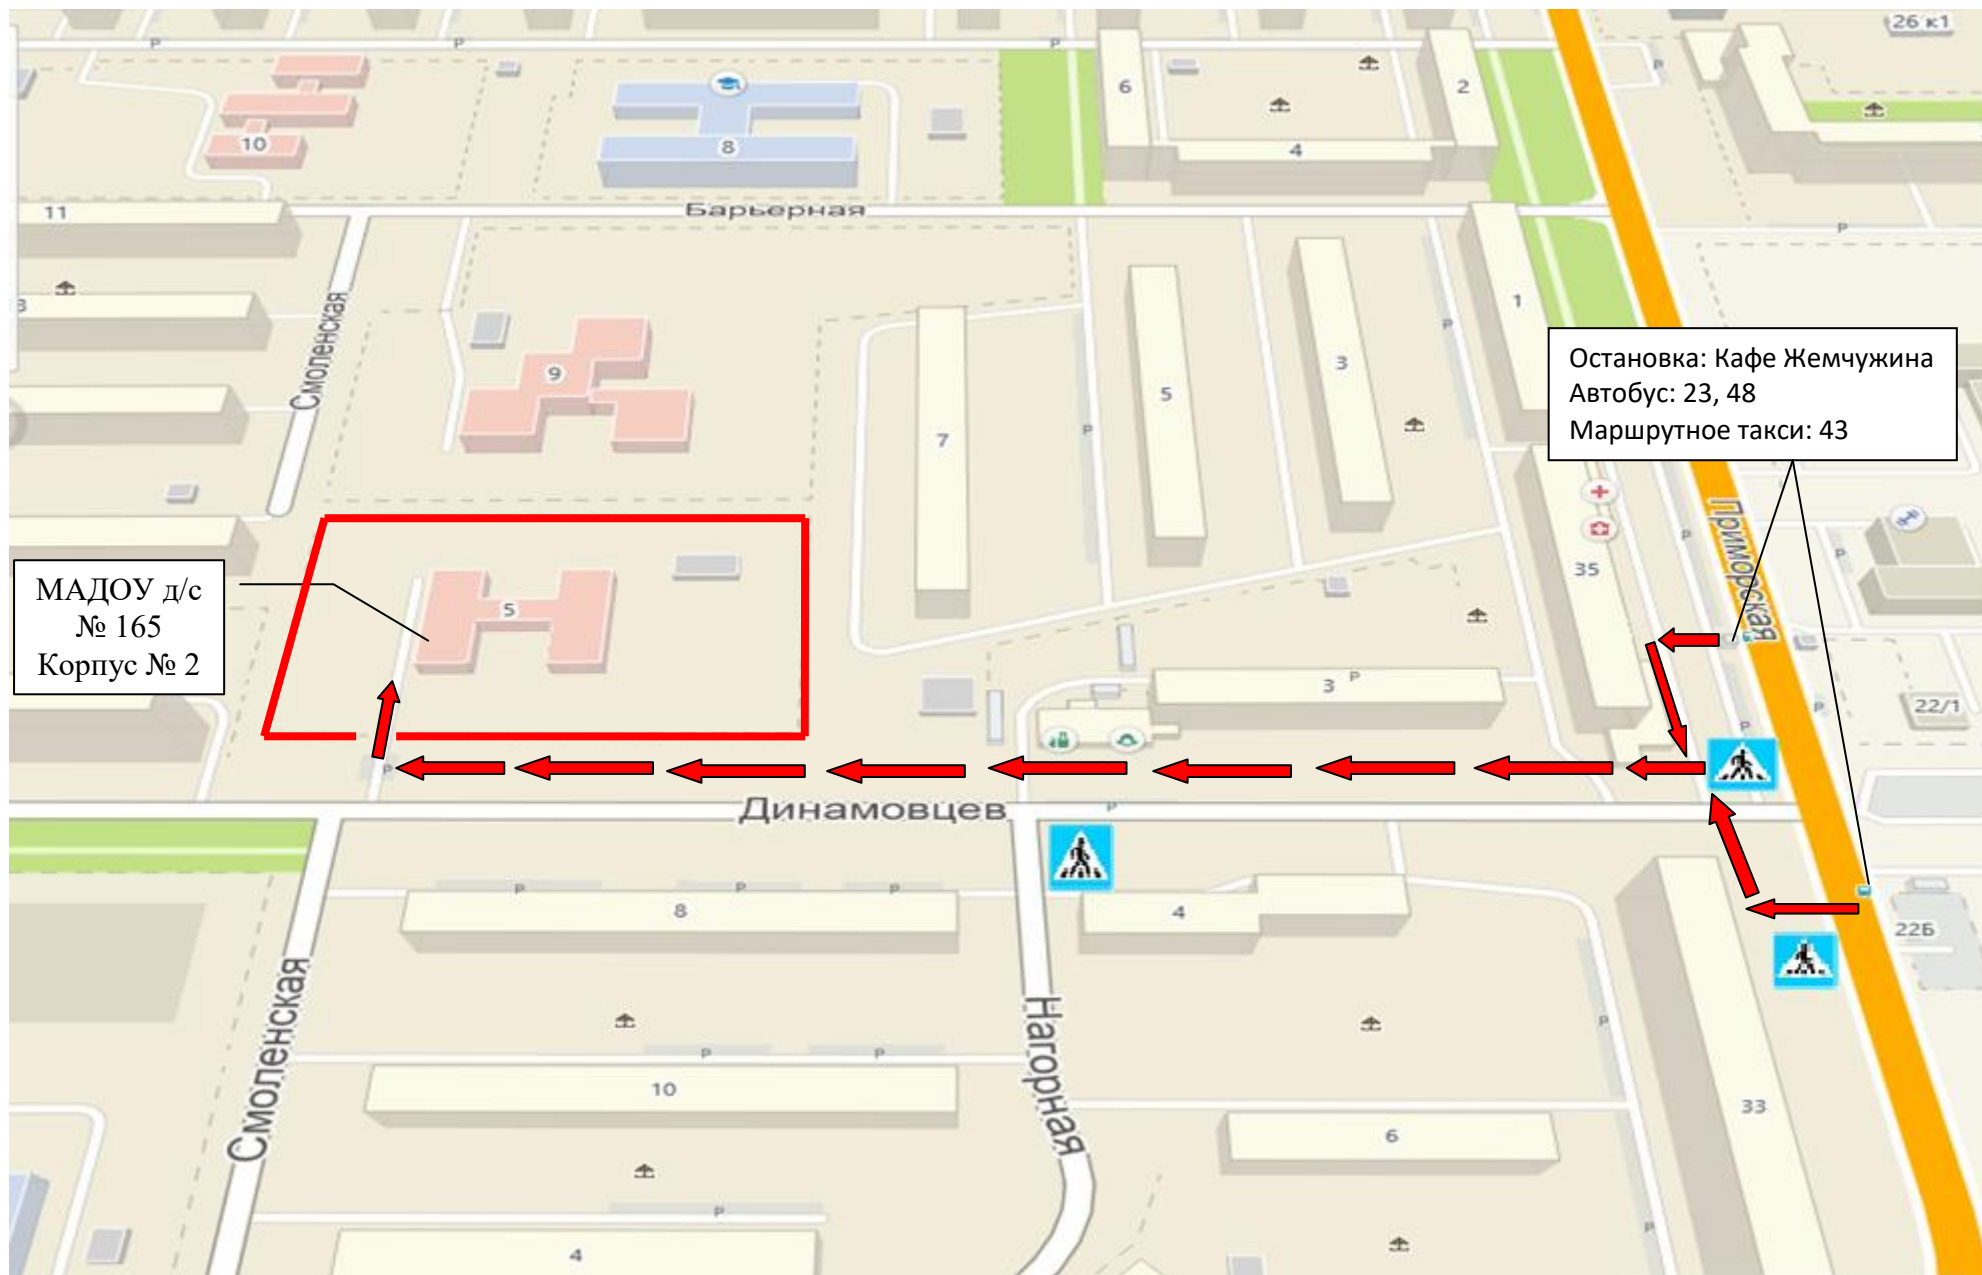 26 к1
P
P
P
6
2
P
10
8
4
11
Барьерная
P
3
Смоленская
1
P
9
3
5
7
P
Остановка: Кафе Жемчужина
Автобус: 23, 48
Маршрутное такси: 43
Приморская
P
P
35
МАДОУ д/с
№ 165
Корпус № 2
5
3 P
22/1
P
P
P
Динамовцев
P
P
P
P
8
4
22Б
Смоленская
Нагорная
P
P
P
10
6
33
P
P
4